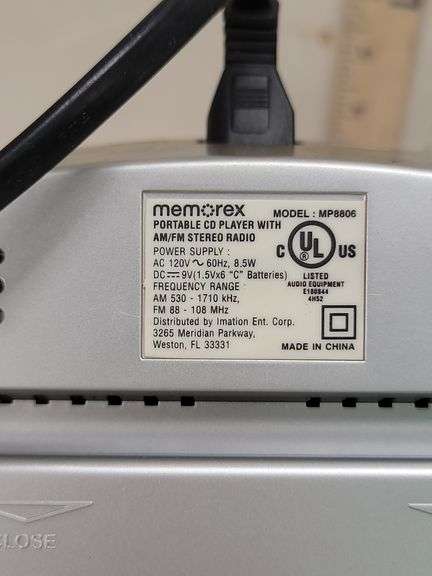 memorex MODEL : MP8806
PORTABLE CD PLAYER WITH
AM/FM STEREO RADIO
POWER SUPPLY :
AC 120V ~ 60Hz, 8.5W
DC ⎓ 9V(1.5Vx6 "C" Batteries)
FREQUENCY RANGE
AM 530 - 1710 kHz,
FM 88 - 108 MHz
Distributed by Imation Ent. Corp.
3265 Meridian Parkway,
Weston, FL 33331
C UL US
LISTED
AUDIO EQUIPMENT
E180844
4H52
MADE IN CHINA
CLOSE